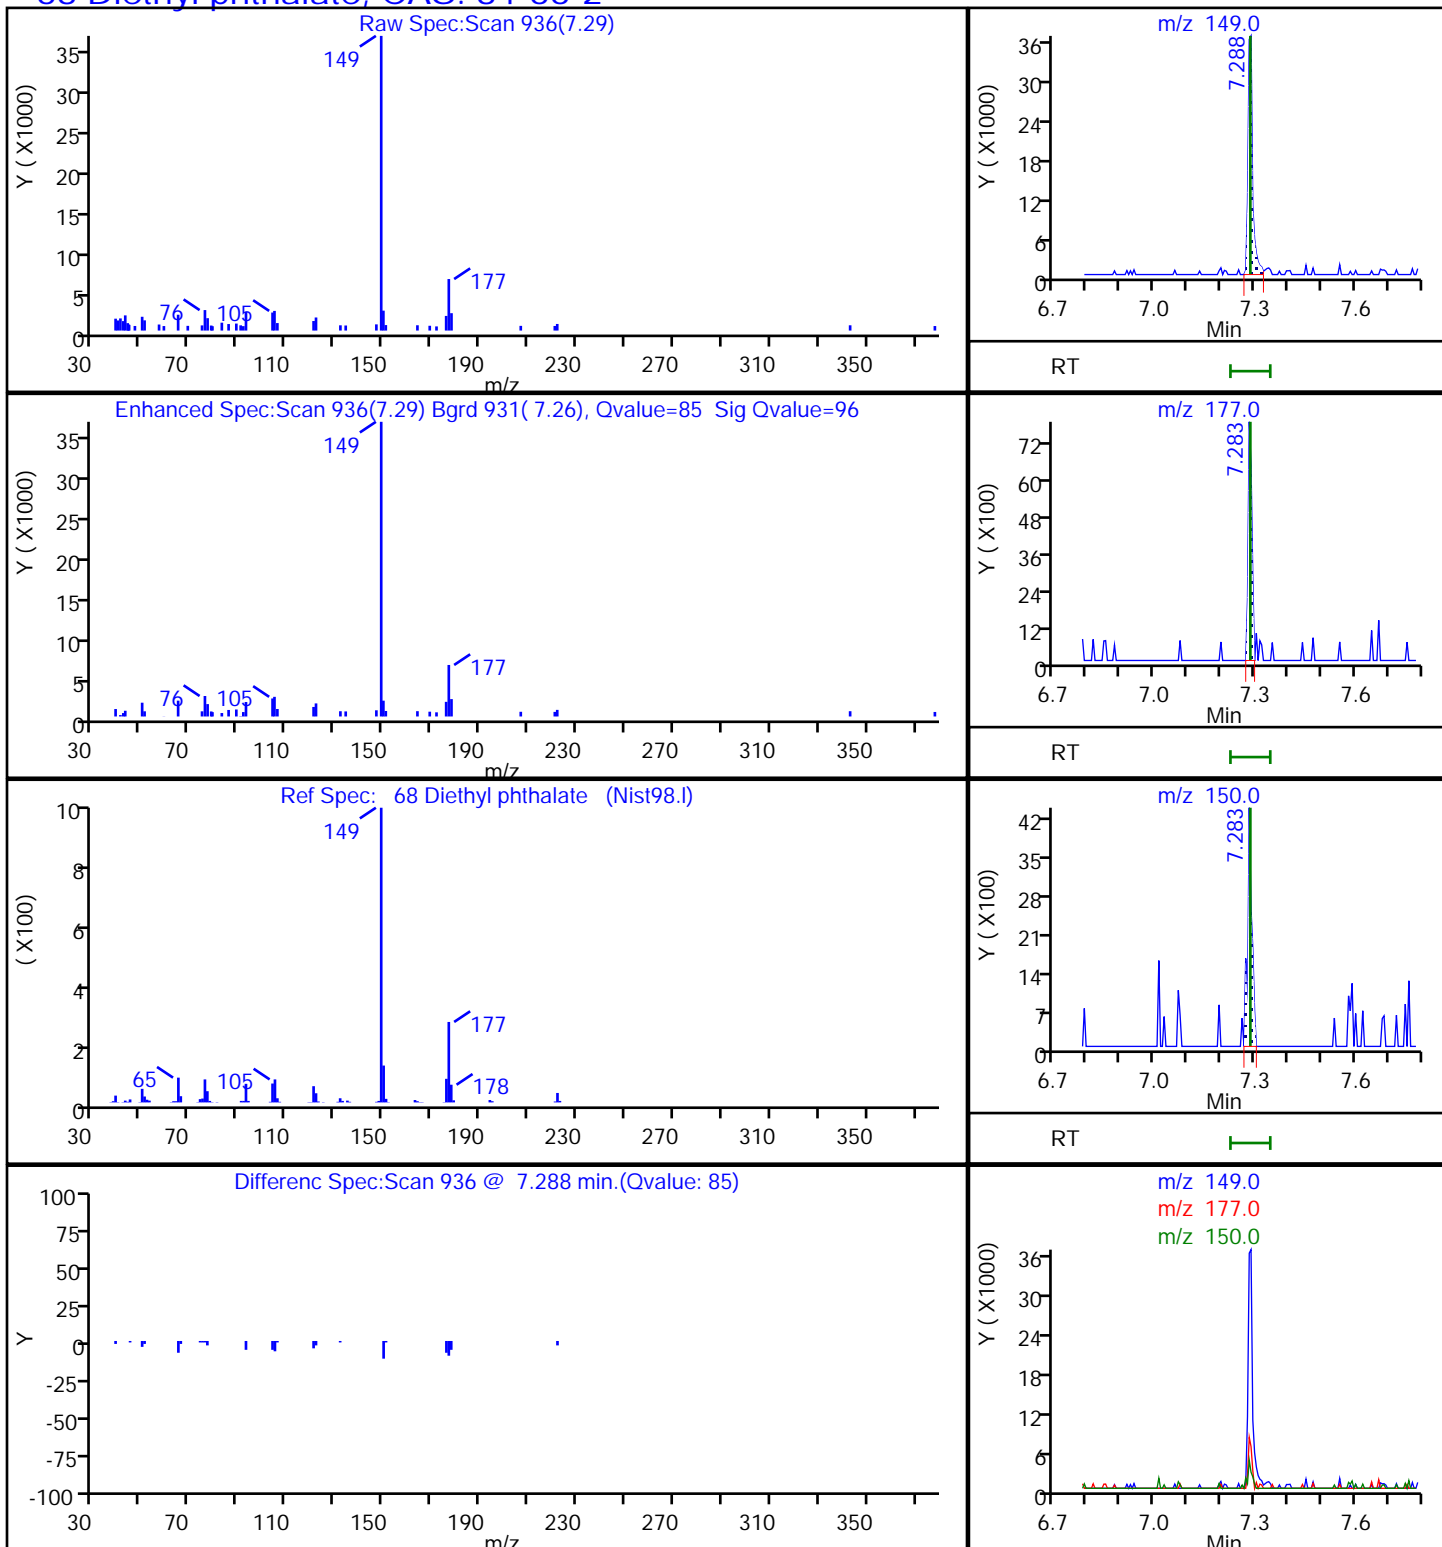 68 Diethyl phthalate, CAS: 84-66-2
Raw Spec:Scan 936(7.29)
Y ( X1000)
35
30
25
20
15
10
5
0
149
177
76
105
30 70 110 150 190 230 270 310 350
m/z
m/z 149.0
Y ( X1000)
36
30
24
18
12
6
0
7.288
6.7 7.0 7.3 7.6
Min
RT
Enhanced Spec:Scan 936(7.29) Bgrd 931( 7.26), Qvalue=85 Sig Qvalue=96
Y ( X1000)
35
30
25
20
15
10
5
0
149
177
76
105
30 70 110 150 190 230 270 310 350
m/z
m/z 177.0
Y ( X100)
72
60
48
36
24
12
0
7.283
6.7 7.0 7.3 7.6
Min
RT
Ref Spec: 68 Diethyl phthalate (Nist98.l)
( X100)
10
8
6
4
2
0
149
177
65
105
178
30 70 110 150 190 230 270 310 350
m/z 150.0
Y ( X100)
42
35
28
21
14
7
0
7.283
6.7 7.0 7.3 7.6
Min
RT
Differenc Spec:Scan 936 @ 7.288 min.(Qvalue: 85)
Y
100
75
50
25
0
-25
-50
-75
-100
30 70 110 150 190 230 270 310 350
m/z
m/z 149.0
m/z 177.0
m/z 150.0
Y ( X1000)
36
30
24
18
12
6
0
6.7 7.0 7.3 7.6
Min